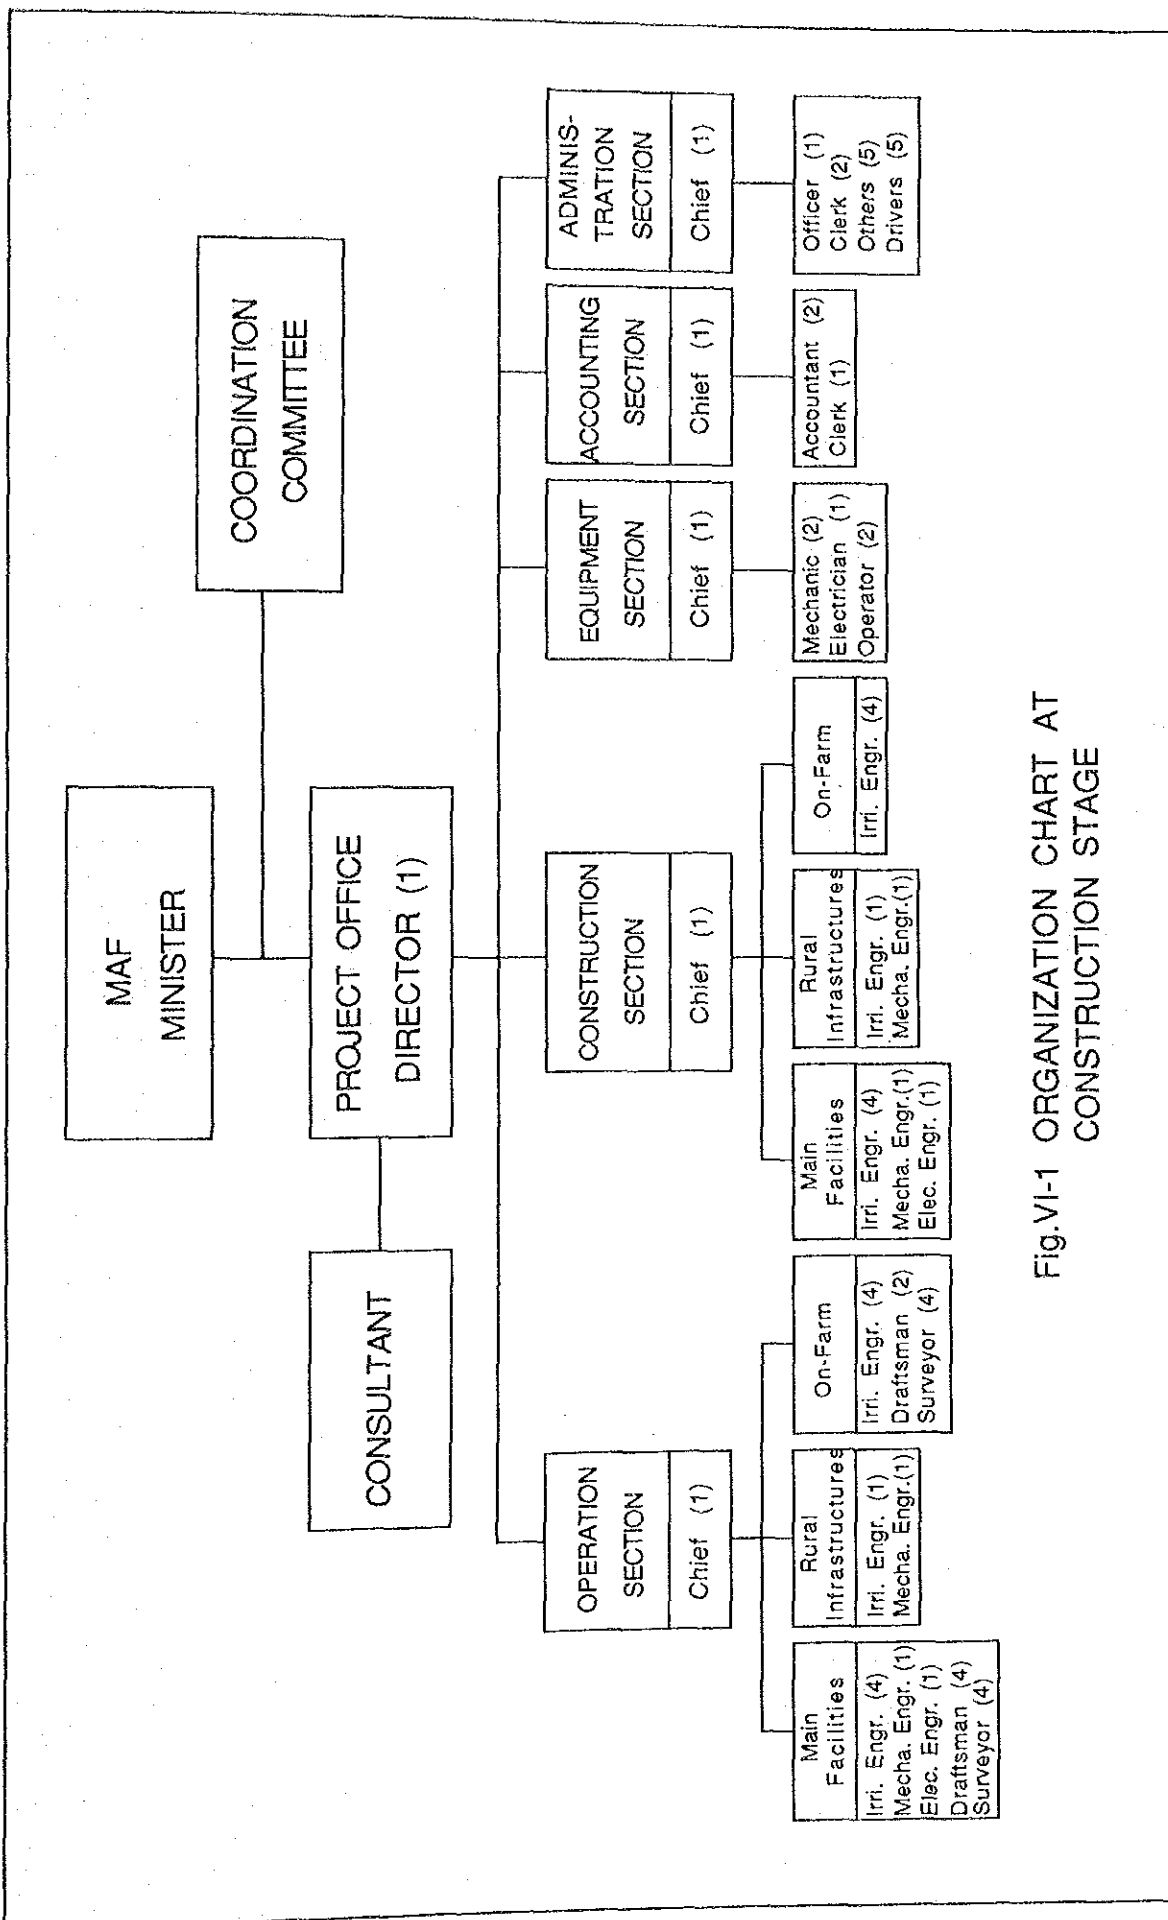 MAF
MINISTER
COORDINATION
COMMITTEE
CONSULTANT
PROJECT OFFICE
DIRECTOR (1)
OPERATION
SECTION
Chief (1)
CONSTRUCTION
SECTION
Chief (1)
EQUIPMENT
SECTION
Chief (1)
ACCOUNTING
SECTION
Chief (1)
ADMINIS-
TRATION
SECTION
Chief (1)
Main
Facilities
Irri. Engr. (4)
Mecha. Engr. (1)
Elec. Engr. (1)
Draftsman (4)
Surveyor (4)
Rural
Infrastructures
Irri. Engr. (1)
Mecha. Engr.(1)
On-Farm
Irri. Engr. (4)
Draftsman (2)
Surveyor (4)
Main
Facilities
Irri. Engr. (4)
Mecha. Engr.(1)
Elec. Engr. (1)
Rural
Infrastructures
Irri. Engr. (1)
Mecha. Engr.(1)
On-Farm
Irri. Engr. (4)
Mechanic (2)
Electrician (1)
Operator (2)
Accountant (2)
Clerk (1)
Officer (1)
Clerk (2)
Others (5)
Drivers (5)
Fig.VI-1 ORGANIZATION CHART AT
CONSTRUCTION STAGE